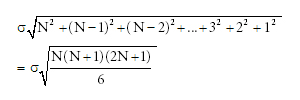 σ√N² +(N−1)² +(N−2)² +...+3² +2² +1²
= σ√N(N+1)(2N+1)/6